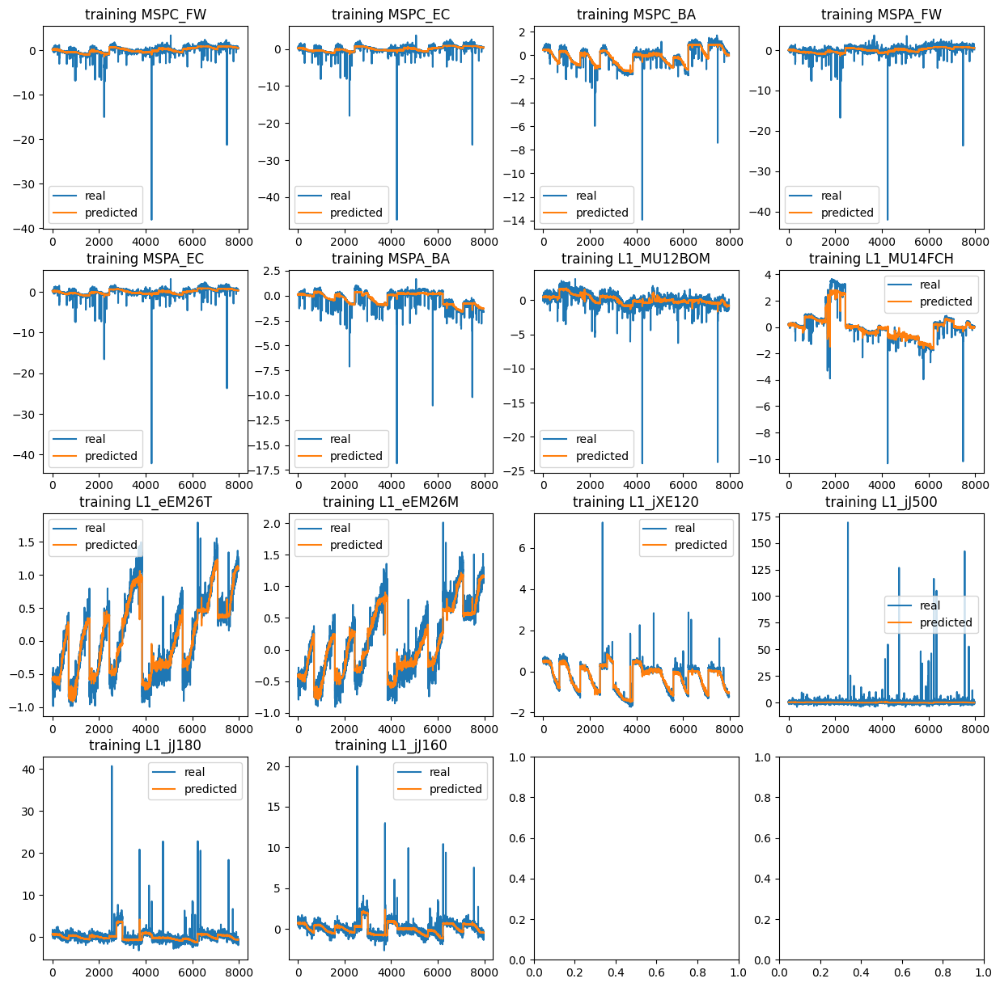 training MSPC_FW
training MSPC_EC
training MSPC_BA
training MSPA_FW
0
−10
−20
−30
−40
0 2000 4000 6000 8000
real
predicted
0
−10
−20
−30
−40
0 2000 4000 6000 8000
real
predicted
2
0
−2
−4
−6
−8
−10
−12
−14
0 2000 4000 6000 8000
real
predicted
0
−10
−20
−30
−40
0 2000 4000 6000 8000
real
predicted
training MSPA_EC
training MSPA_BA
training L1_MU12BOM
training L1_MU14FCH
0
−10
−20
−30
−40
0 2000 4000 6000 8000
real
predicted
2.5
0.0
−2.5
−5.0
−7.5
−10.0
−12.5
−15.0
−17.5
0 2000 4000 6000 8000
real
predicted
0
−5
−10
−15
−20
−25
0 2000 4000 6000 8000
real
predicted
4
2
0
−2
−4
−6
−8
−10
0 2000 4000 6000 8000
real
predicted
training L1_eEM26T
training L1_eEM26M
training L1_jXE120
training L1_jJ500
1.5
1.0
0.5
0.0
−0.5
−1.0
0 2000 4000 6000 8000
real
predicted
2.0
1.5
1.0
0.5
0.0
−0.5
−1.0
0 2000 4000 6000 8000
real
predicted
6
4
2
0
−2
0 2000 4000 6000 8000
real
predicted
175
150
125
100
75
50
25
0
0 2000 4000 6000 8000
real
predicted
training L1_jJ180
training L1_jJ160
40
30
20
10
0
0 2000 4000 6000 8000
real
predicted
20
15
10
5
0
0 2000 4000 6000 8000
real
predicted
1.0
0.8
0.6
0.4
0.2
0.0
0.0 0.2 0.4 0.6 0.8 1.0
1.0
0.8
0.6
0.4
0.2
0.0
0.0 0.2 0.4 0.6 0.8 1.0